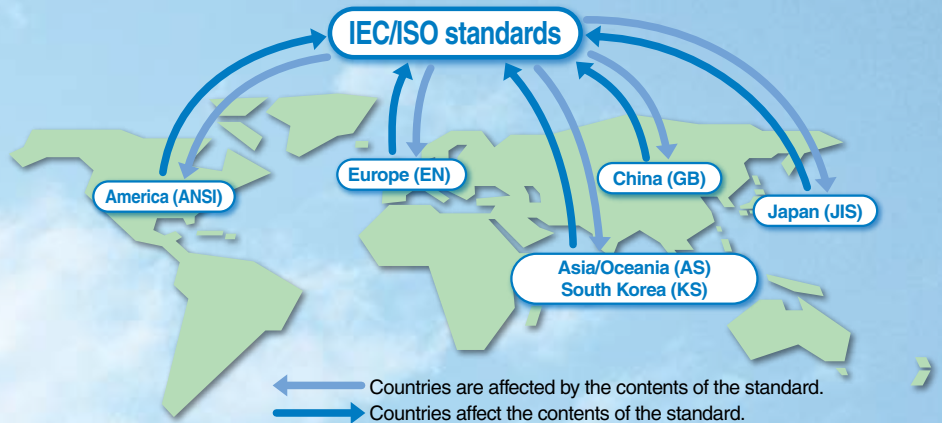 IEC/ISO standards
America (ANSI)
Europe (EN)
China (GB)
Japan (JIS)
Asia/Oceania (AS)
South Korea (KS)
Countries are affected by the contents of the standard.
Countries affect the contents of the standard.